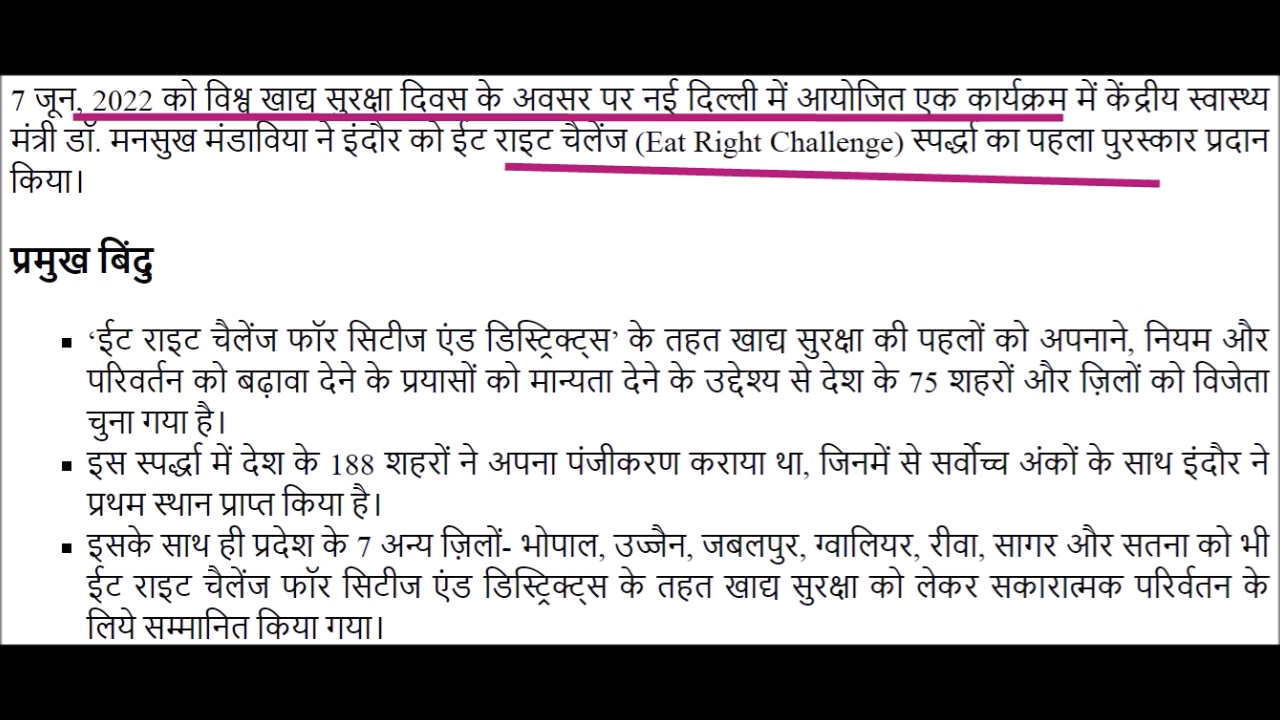 7 जून, 2022 को विश्व खाद्य सुरक्षा दिवस के अवसर पर नई दिल्ली में आयोजित एक कार्यक्रम में केंद्रीय स्वास्थ्य
मंत्री डॉ. मनसुख मंडाविया ने इंदौर को ईट राइट चैलेंज (Eat Right Challenge) स्पर्द्धा का पहला पुरस्कार प्रदान
किया।
प्रमुख बिंदु
▪ ‘ईट राइट चैलेंज फॉर सिटीज एंड डिस्ट्रिक्ट्स’ के तहत खाद्य सुरक्षा की पहलों को अपनाने, नियम और
परिवर्तन को बढ़ावा देने के प्रयासों को मान्यता देने के उद्देश्य से देश के 75 शहरों और ज़िलों को विजेता
चुना गया है।
▪ इस स्पर्द्धा में देश के 188 शहरों ने अपना पंजीकरण कराया था, जिनमें से सर्वोच्च अंकों के साथ इंदौर ने
प्रथम स्थान प्राप्त किया है।
▪ इसके साथ ही प्रदेश के 7 अन्य ज़िलों- भोपाल, उज्जैन, जबलपुर, ग्वालियर, रीवा, सागर और सतना को भी
ईट राइट चैलेंज फॉर सिटीज एंड डिस्ट्रिक्ट्स के तहत खाद्य सुरक्षा को लेकर सकारात्मक परिर्वतन के
लिये सम्मानित किया गया।